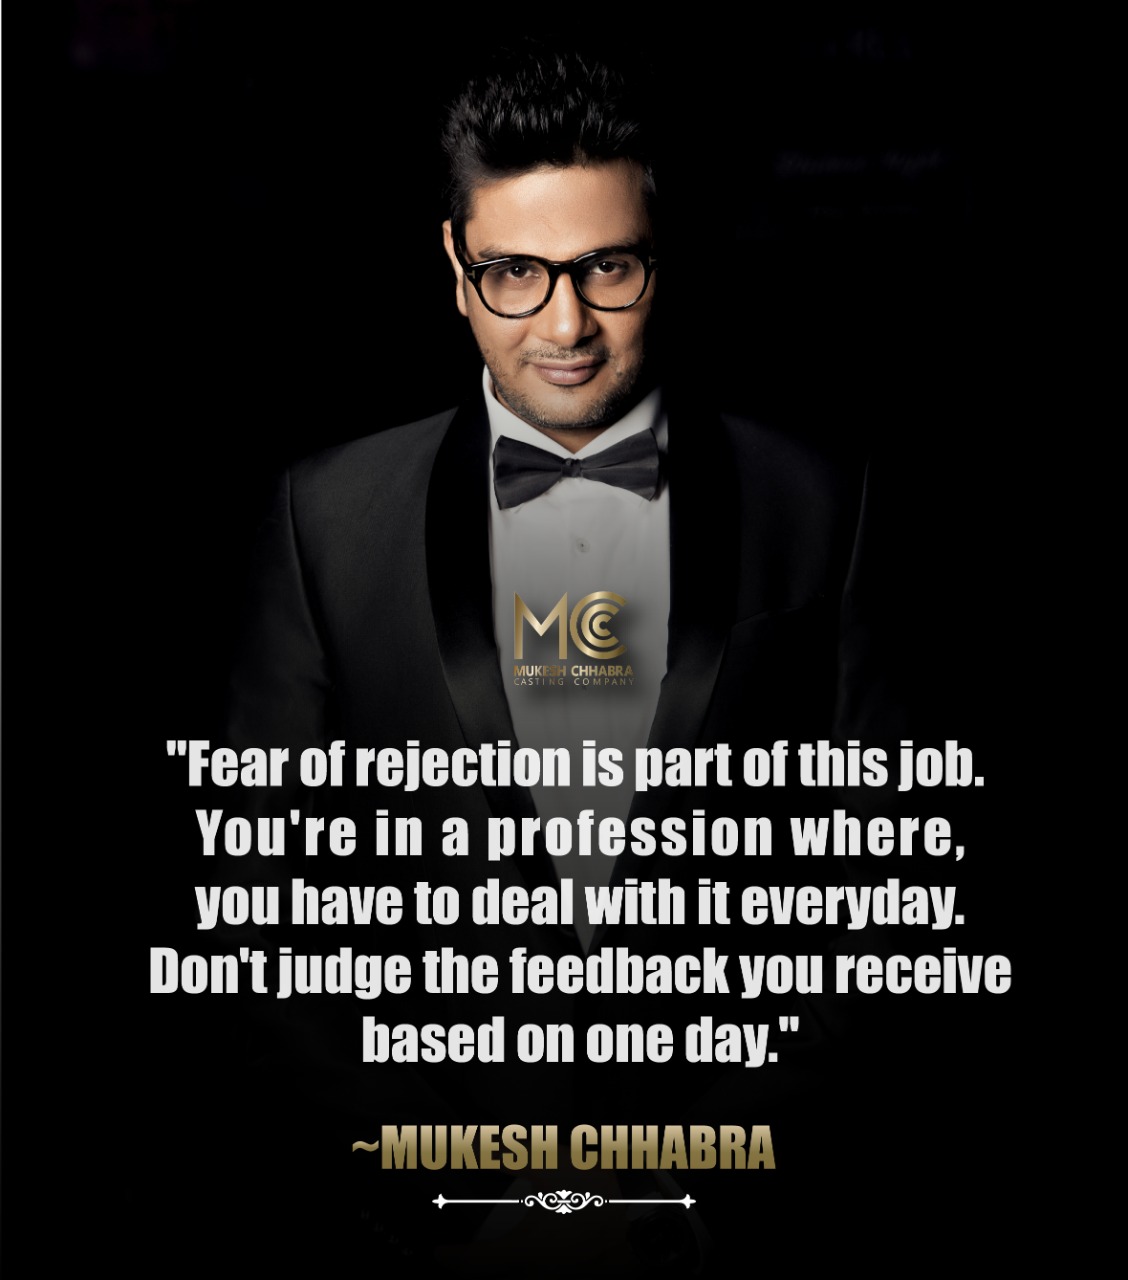 MCC
MUKESH CHHABRA
CASTING COMPANY
"Fear of rejection is part of this job.
You're in a profession where,
you have to deal with it everyday.
Don't judge the feedback you receive
based on one day."
~MUKESH CHHABRA